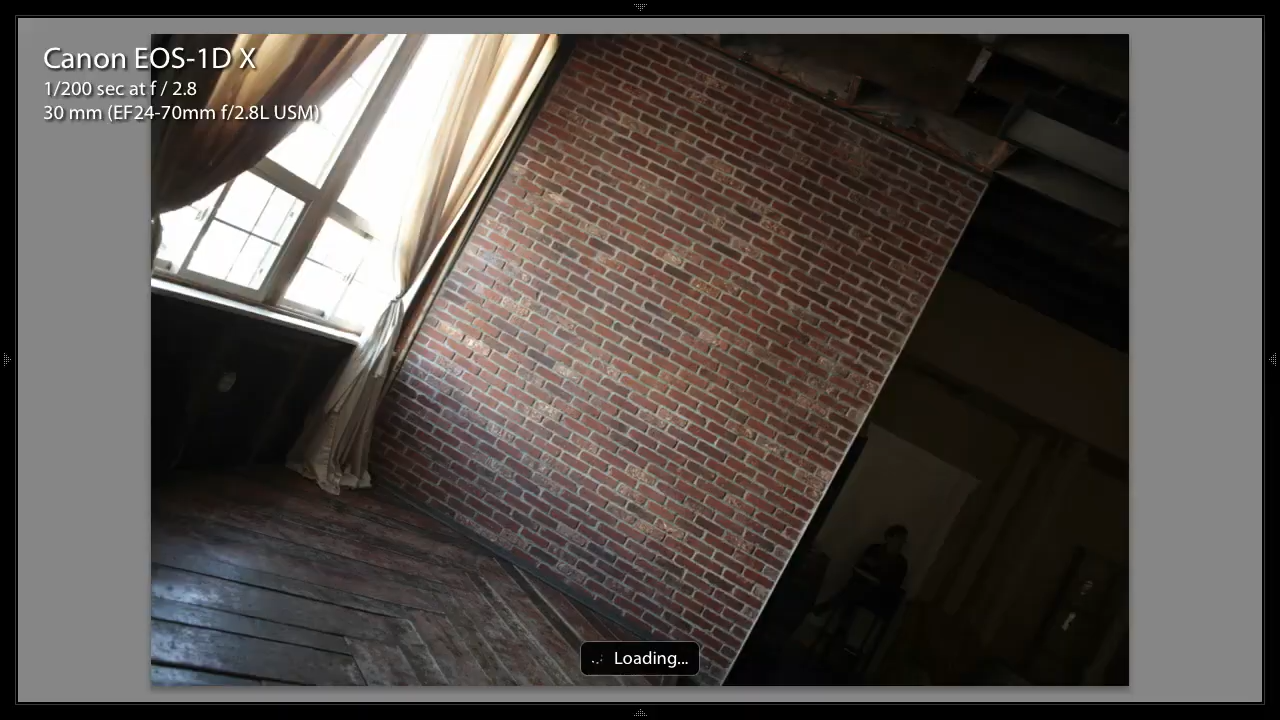 Canon EOS-1D X
1/200 sec at f / 2.8
30 mm (EF24-70mm f/2.8L USM)
Loading...